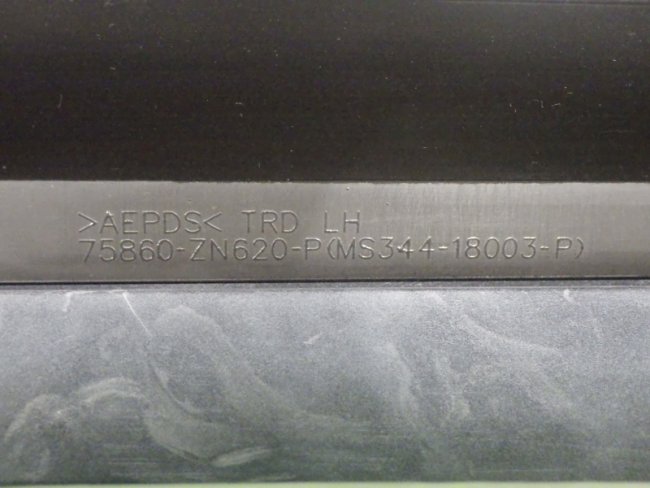 >AEPDS< TRD LH
75860-ZN620-P(MS344-18003-P)